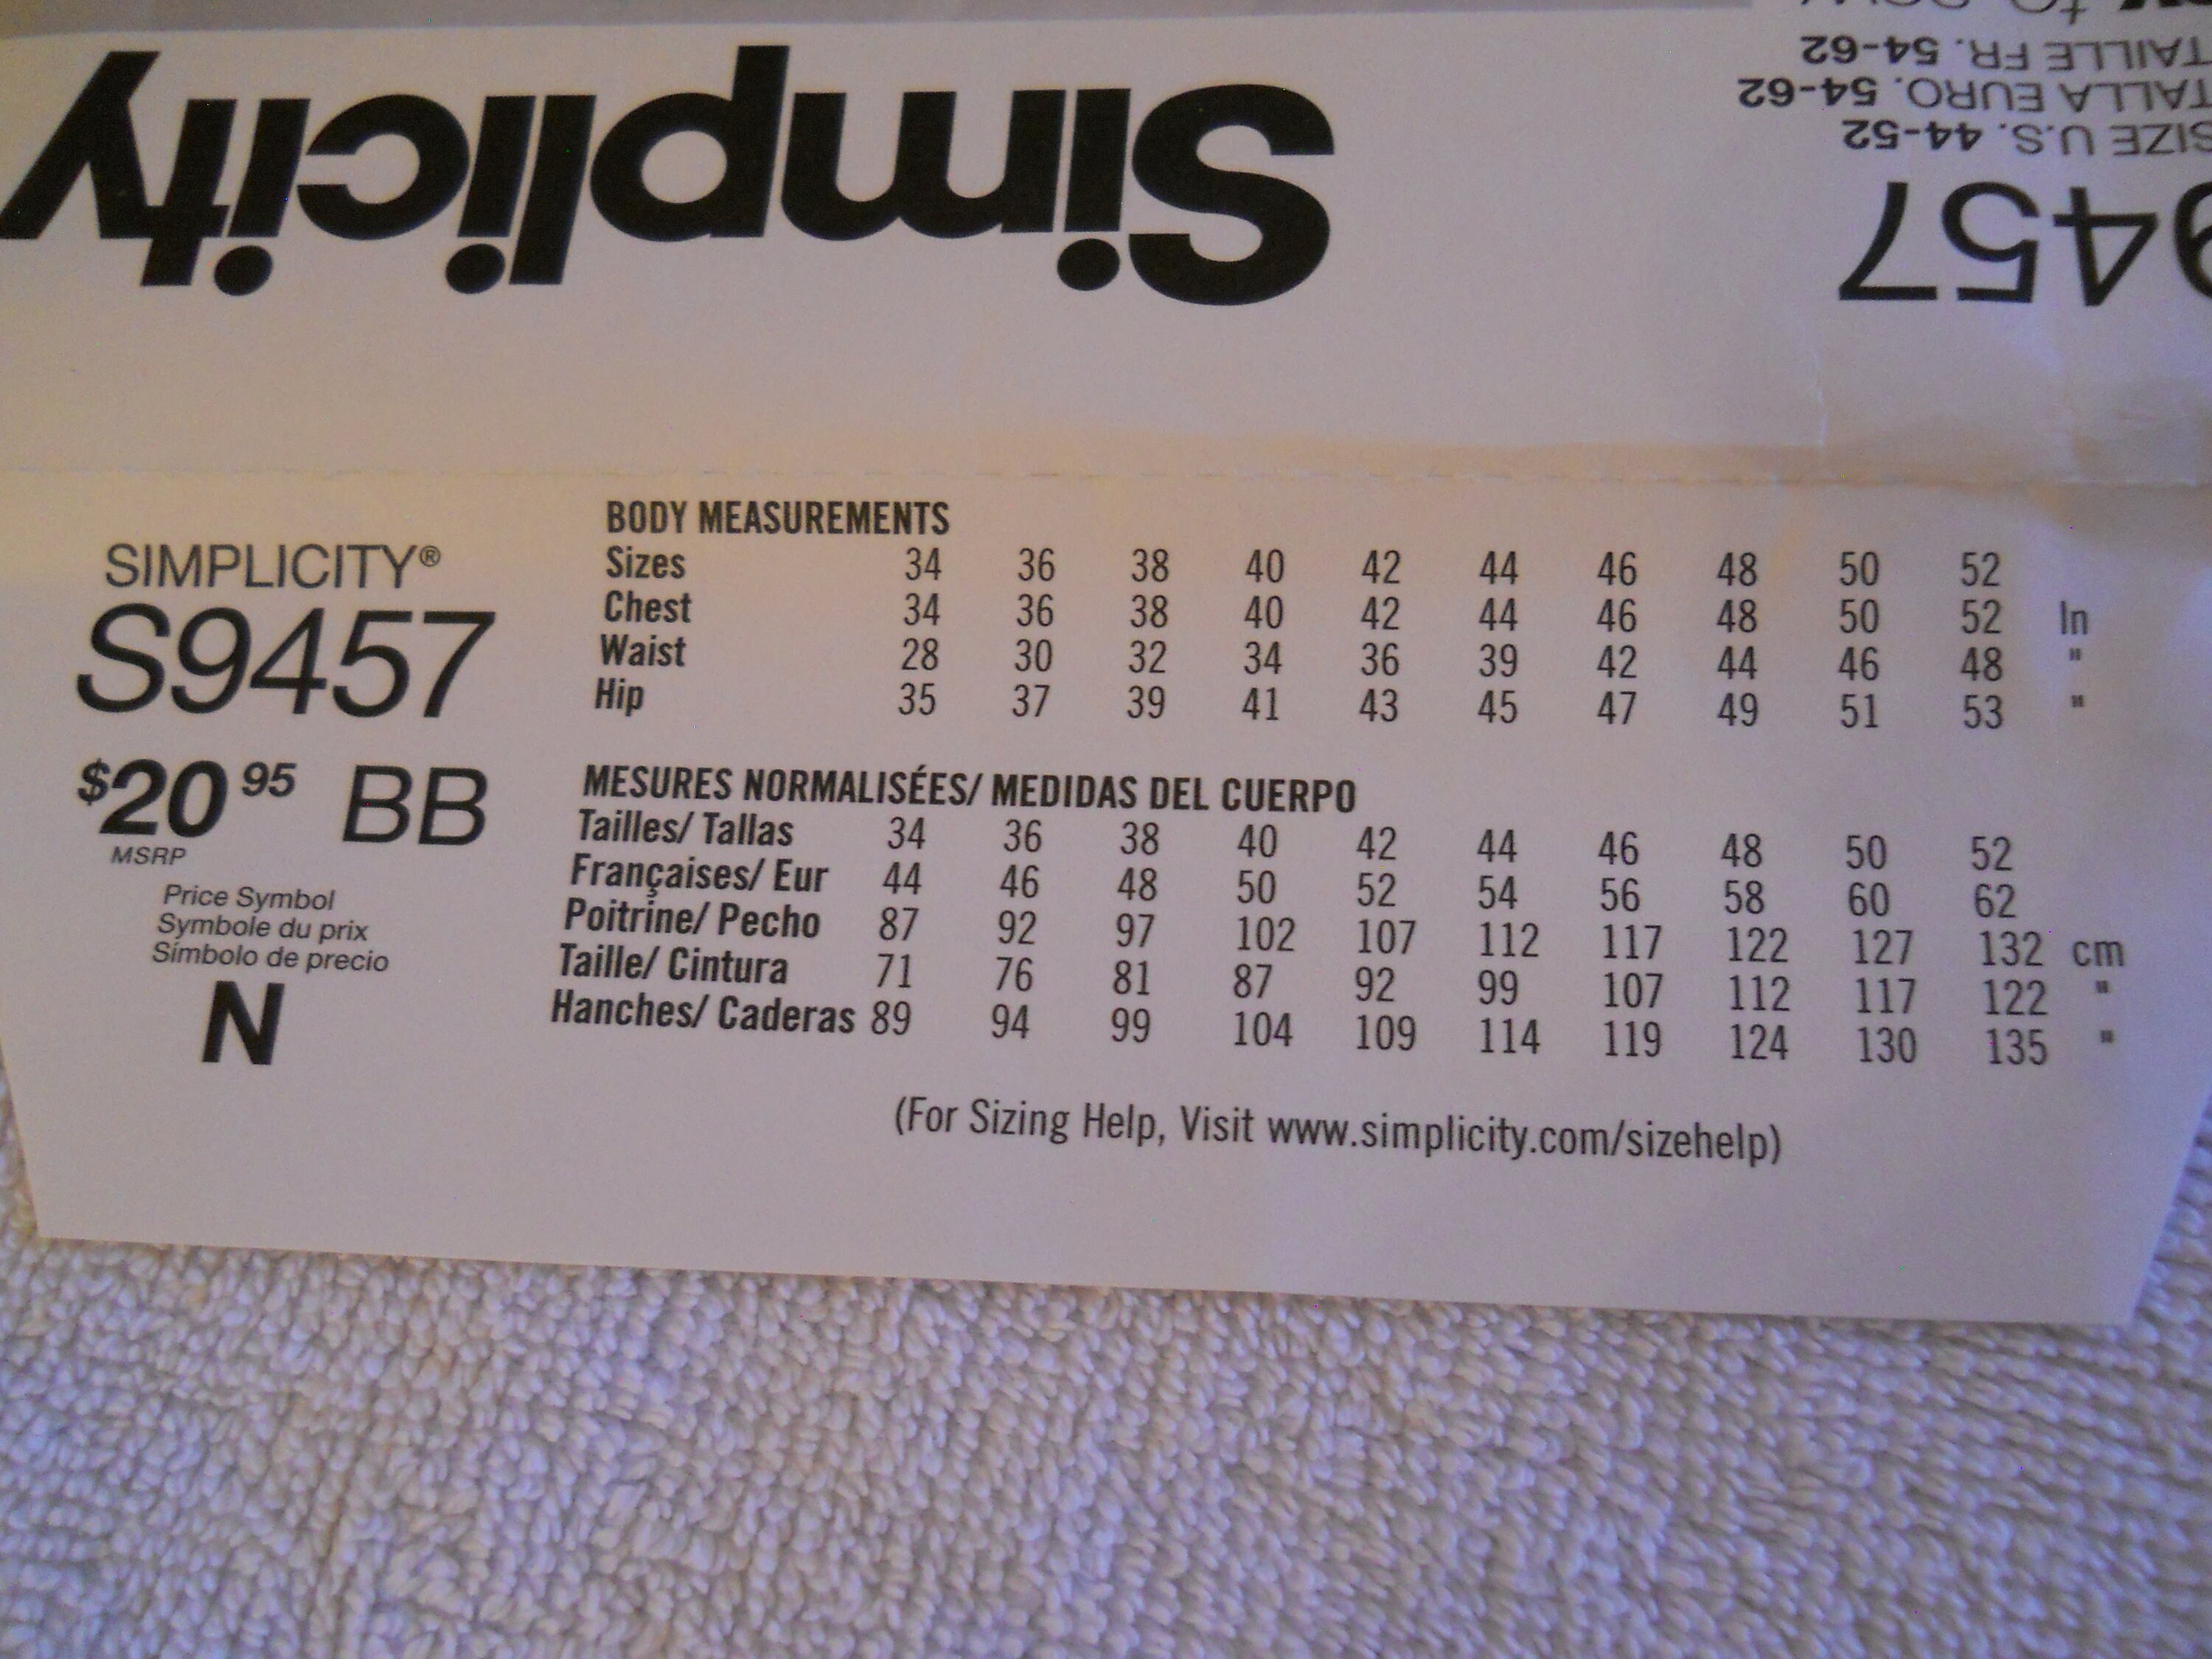 Simplicity
y to sew
TAILLE FR. 54-62
TALLA EURO. 54-62
SIZE U.S. 44-52
9457
SIMPLICITY®
S9457
$20 95 BB
MSRP
Price Symbol
Symbole du prix
Símbolo de precio
N
BODY MEASUREMENTS
Sizes 34 36 38 40 42 44 46 48 50 52
Chest 34 36 38 40 42 44 46 48 50 52 In
Waist 28 30 32 34 36 39 42 44 46 48 "
Hip 35 37 39 41 43 45 47 49 51 53 "
MESURES NORMALISÉES/ MEDIDAS DEL CUERPO
Tailles/ Tallas 34 36 38 40 42 44 46 48 50 52
Françaises/ Eur 44 46 48 50 52 54 56 58 60 62
Poitrine/ Pecho 87 92 97 102 107 112 117 122 127 132 cm
Taille/ Cintura 71 76 81 87 92 99 107 112 117 122 "
Hanches/ Caderas 89 94 99 104 109 114 119 124 130 135 "
(For Sizing Help, Visit www.simplicity.com/sizehelp)